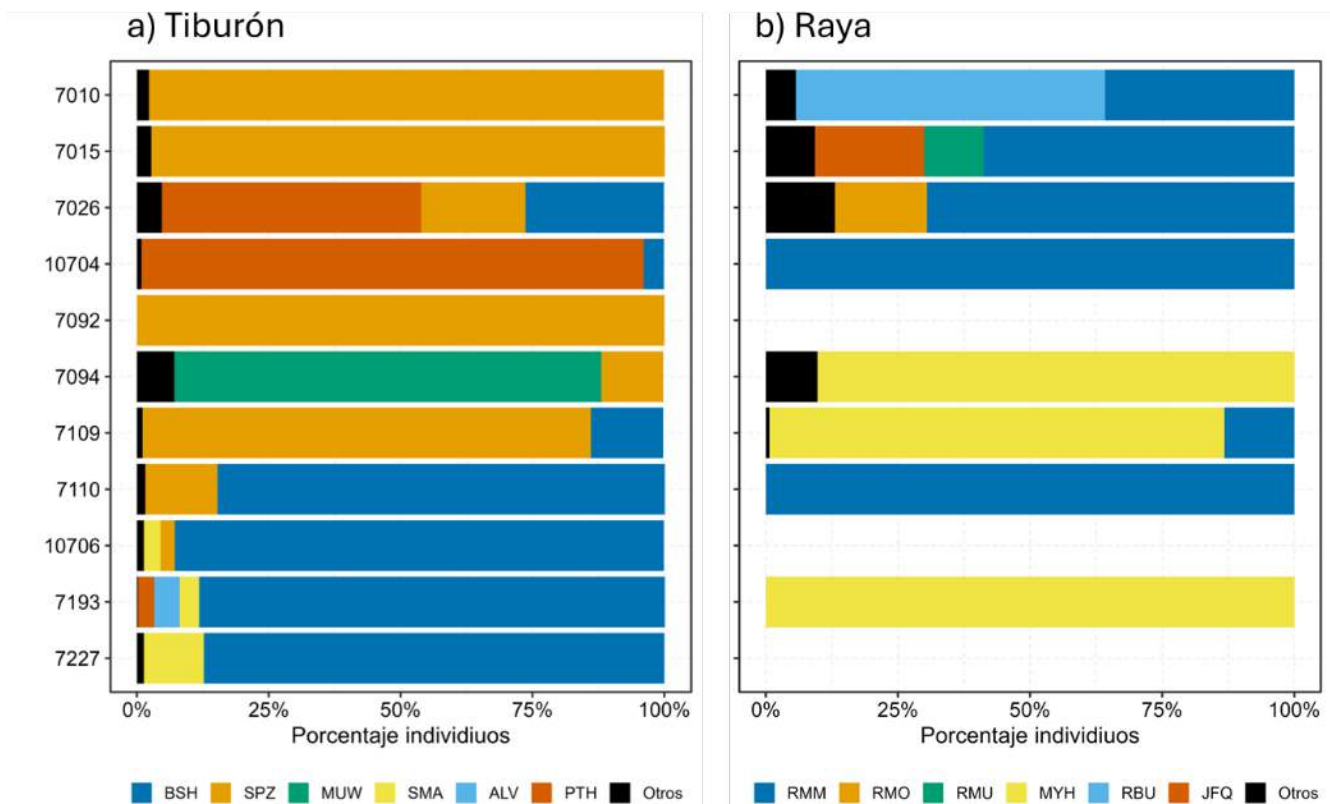 a) Tiburón
b) Raya
7010
7015
7026
10704
7092
7094
7109
7110
10706
7193
7227
0% 25% 50% 75% 100%
Porcentaje individiuos
0% 25% 50% 75% 100%
Porcentaje individiuos
BSH SPZ MUW SMA ALV PTH Otros
RMM RMO RMU MYH RBU JFQ Otros